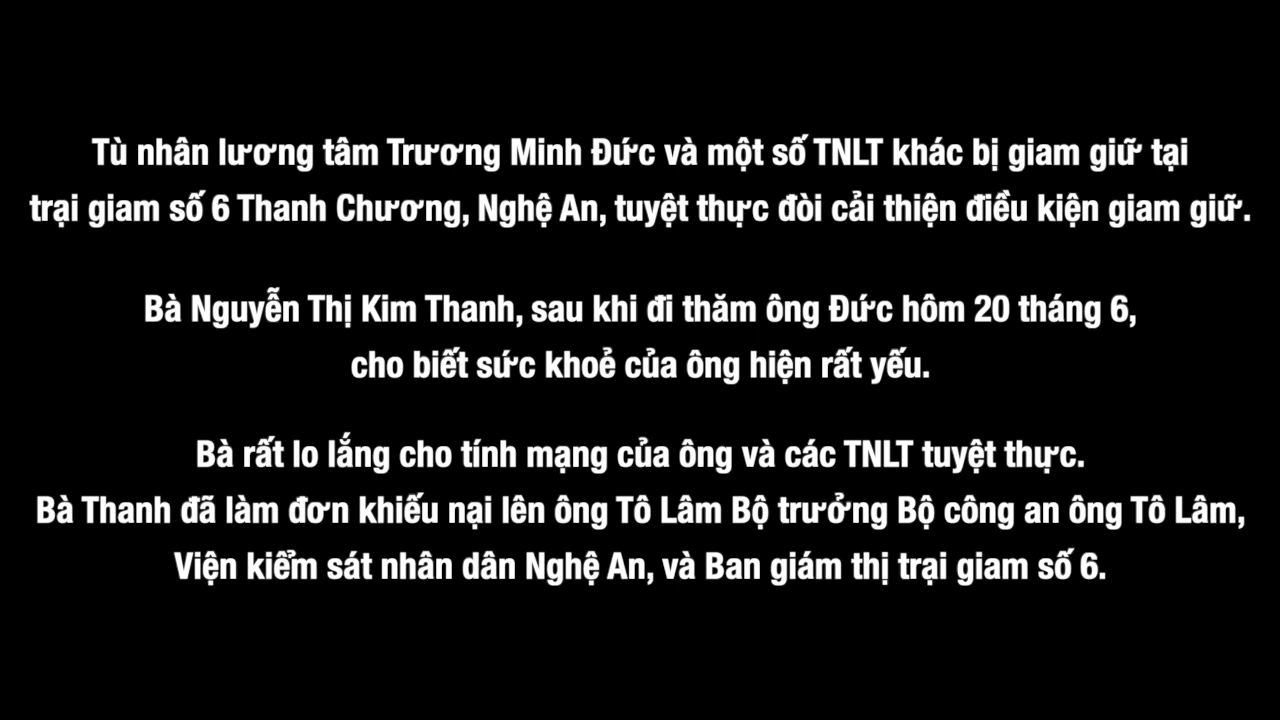 Tù nhân lương tâm Trương Minh Đức và một số TNLT khác bị giam giữ tại
trại giam số 6 Thanh Chương, Nghệ An, tuyệt thực đòi cải thiện điều kiện giam giữ.
Bà Nguyễn Thị Kim Thanh, sau khi đi thăm ông Đức hôm 20 tháng 6,
cho biết sức khoẻ của ông hiện rất yếu.
Bà rất lo lắng cho tính mạng của ông và các TNLT tuyệt thực.
Bà Thanh đã làm đơn khiếu nại lên ông Tô Lâm Bộ trưởng Bộ công an ông Tô Lâm,
Viện kiểm sát nhân dân Nghệ An, và Ban giám thị trại giam số 6.